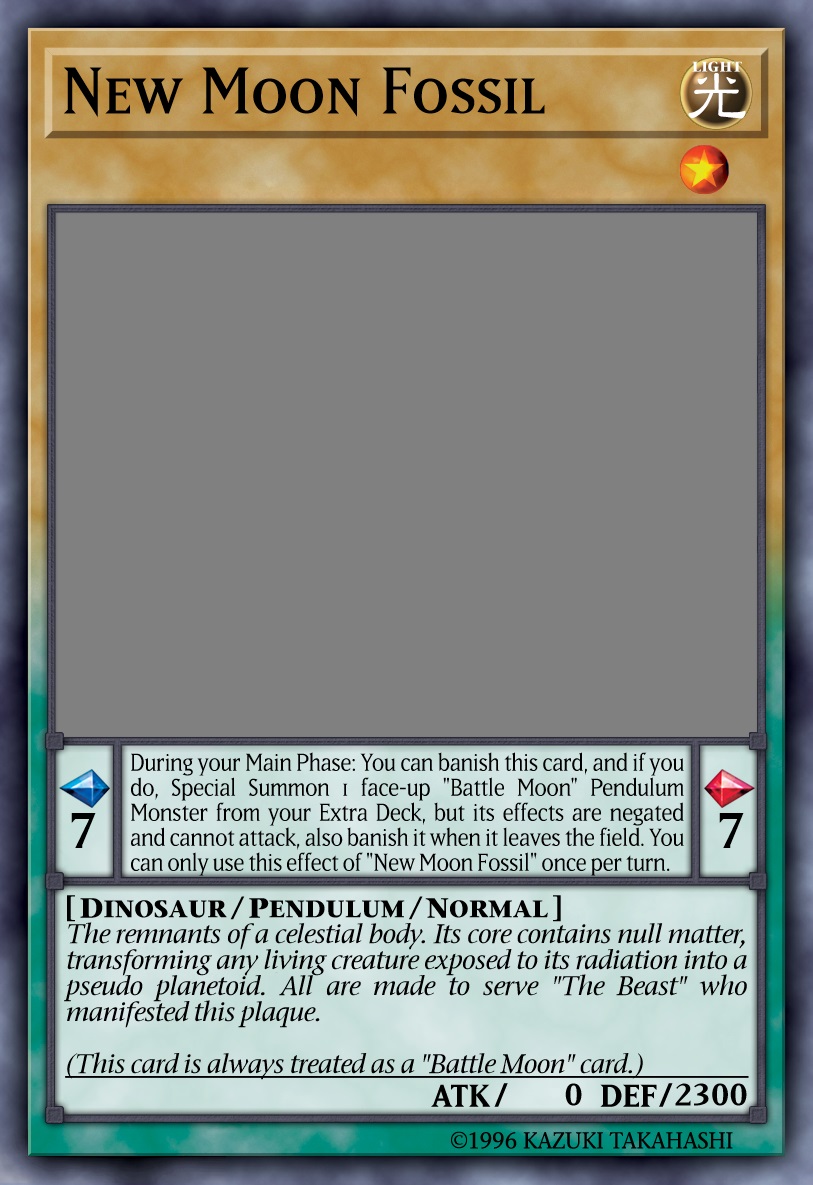 New Moon Fossil
LIGHT
光
During your Main Phase: You can banish this card, and if you
do, Special Summon 1 face-up "Battle Moon" Pendulum
Monster from your Extra Deck, but its effects are negated
and cannot attack, also banish it when it leaves the field. You
can only use this effect of "New Moon Fossil" once per turn.
7
7
[ Dinosaur / Pendulum / Normal ]
The remnants of a celestial body. Its core contains null matter,
transforming any living creature exposed to its radiation into a
pseudo planetoid. All are made to serve "The Beast" who
manifested this plaque.
(This card is always treated as a "Battle Moon" card.)
ATK/ 0 DEF/2300
©1996 KAZUKI TAKAHASHI